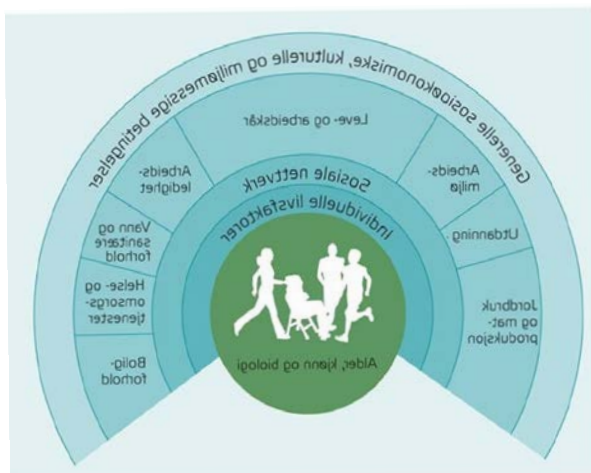 Generelle sosioøkonomiske, kulturelle og miljømessige betingelser
Leve- og arbeidskår
Jordbruk
og mat-
produksjon
Utdanning
Arbeids-
miljø
Arbeids-
ledighet
Vann og
sanitære
forhold
Helse- og
omsorgs-
tjenester
Bolig-
forhold
Sosiale nettverk
Individuelle livsfaktorer
Alder, kjønn og biologi